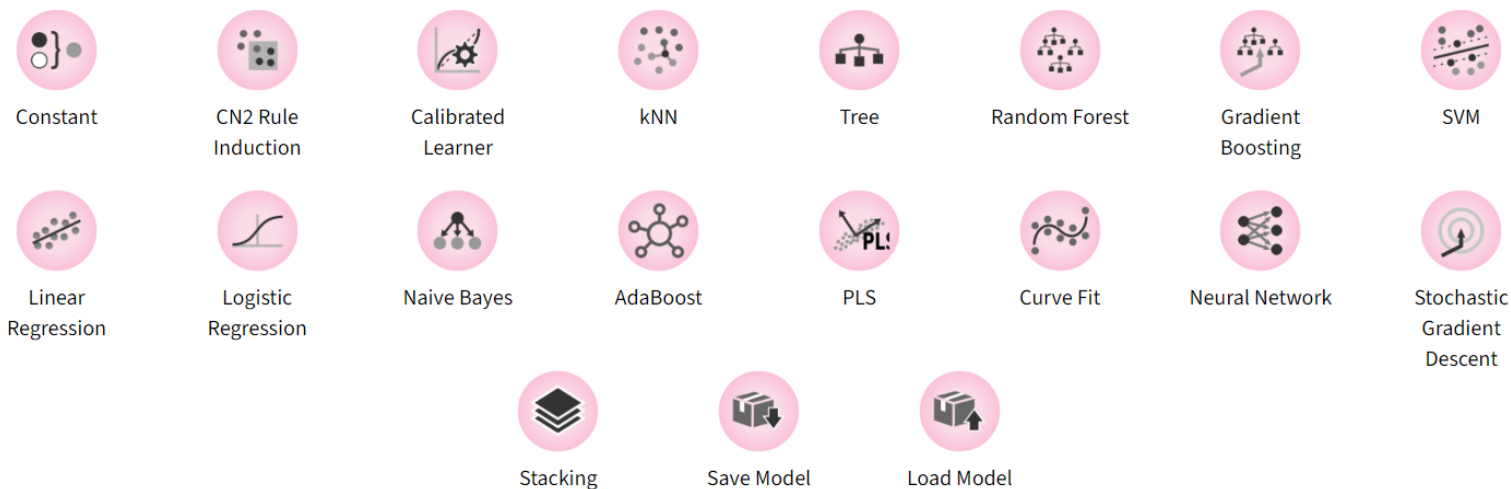 Constant
CN2 Rule
Induction
Calibrated
Learner
kNN
Tree
Random Forest
Gradient
Boosting
SVM
Linear
Regression
Logistic
Regression
Naive Bayes
AdaBoost
PLS
PLS
Curve Fit
Neural Network
Stochastic
Gradient
Descent
Stacking
Save Model
Load Model